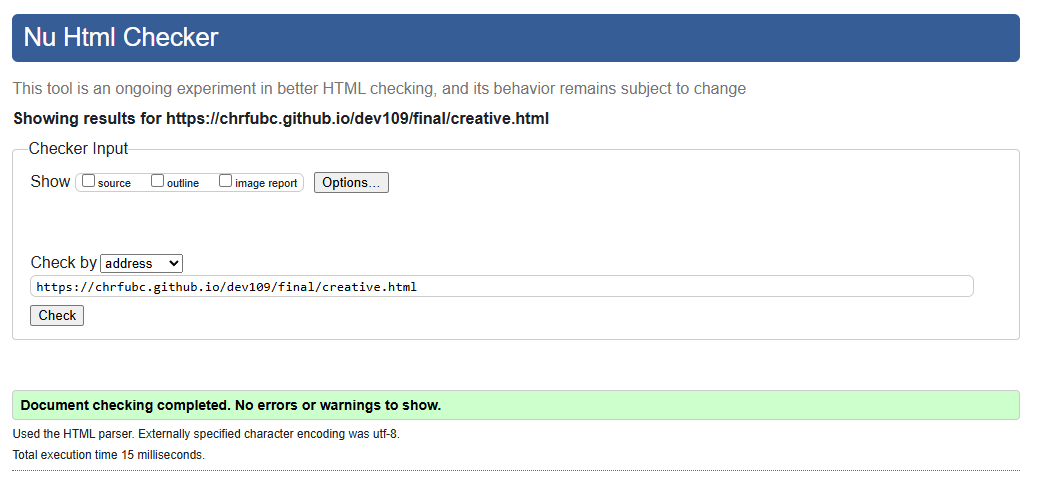 Nu Html Checker
This tool is an ongoing experiment in better HTML checking, and its behavior remains subject to change
Showing results for https://chrfubc.github.io/dev109/final/creative.html
Checker Input
Show source outline image report Options...
Check by address
https://chrfubc.github.io/dev109/final/creative.html
Check
Document checking completed. No errors or warnings to show.
Used the HTML parser. Externally specified character encoding was utf-8.
Total execution time 15 milliseconds.